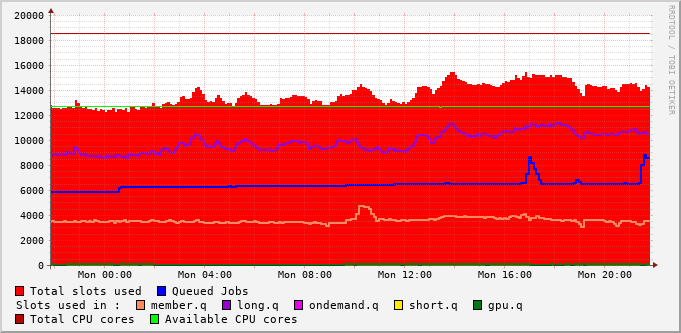 20000
18000
16000
14000
12000
10000
8000
6000
4000
2000
0
Mon 00:00 Mon 04:00 Mon 08:00 Mon 12:00 Mon 16:00 Mon 20:00
Total slots used Queued Jobs
Slots used in : member.q long.q ondemand.q short.q gpu.q
Total CPU cores Available CPU cores
RRDTOOL / TOBI OETIKER